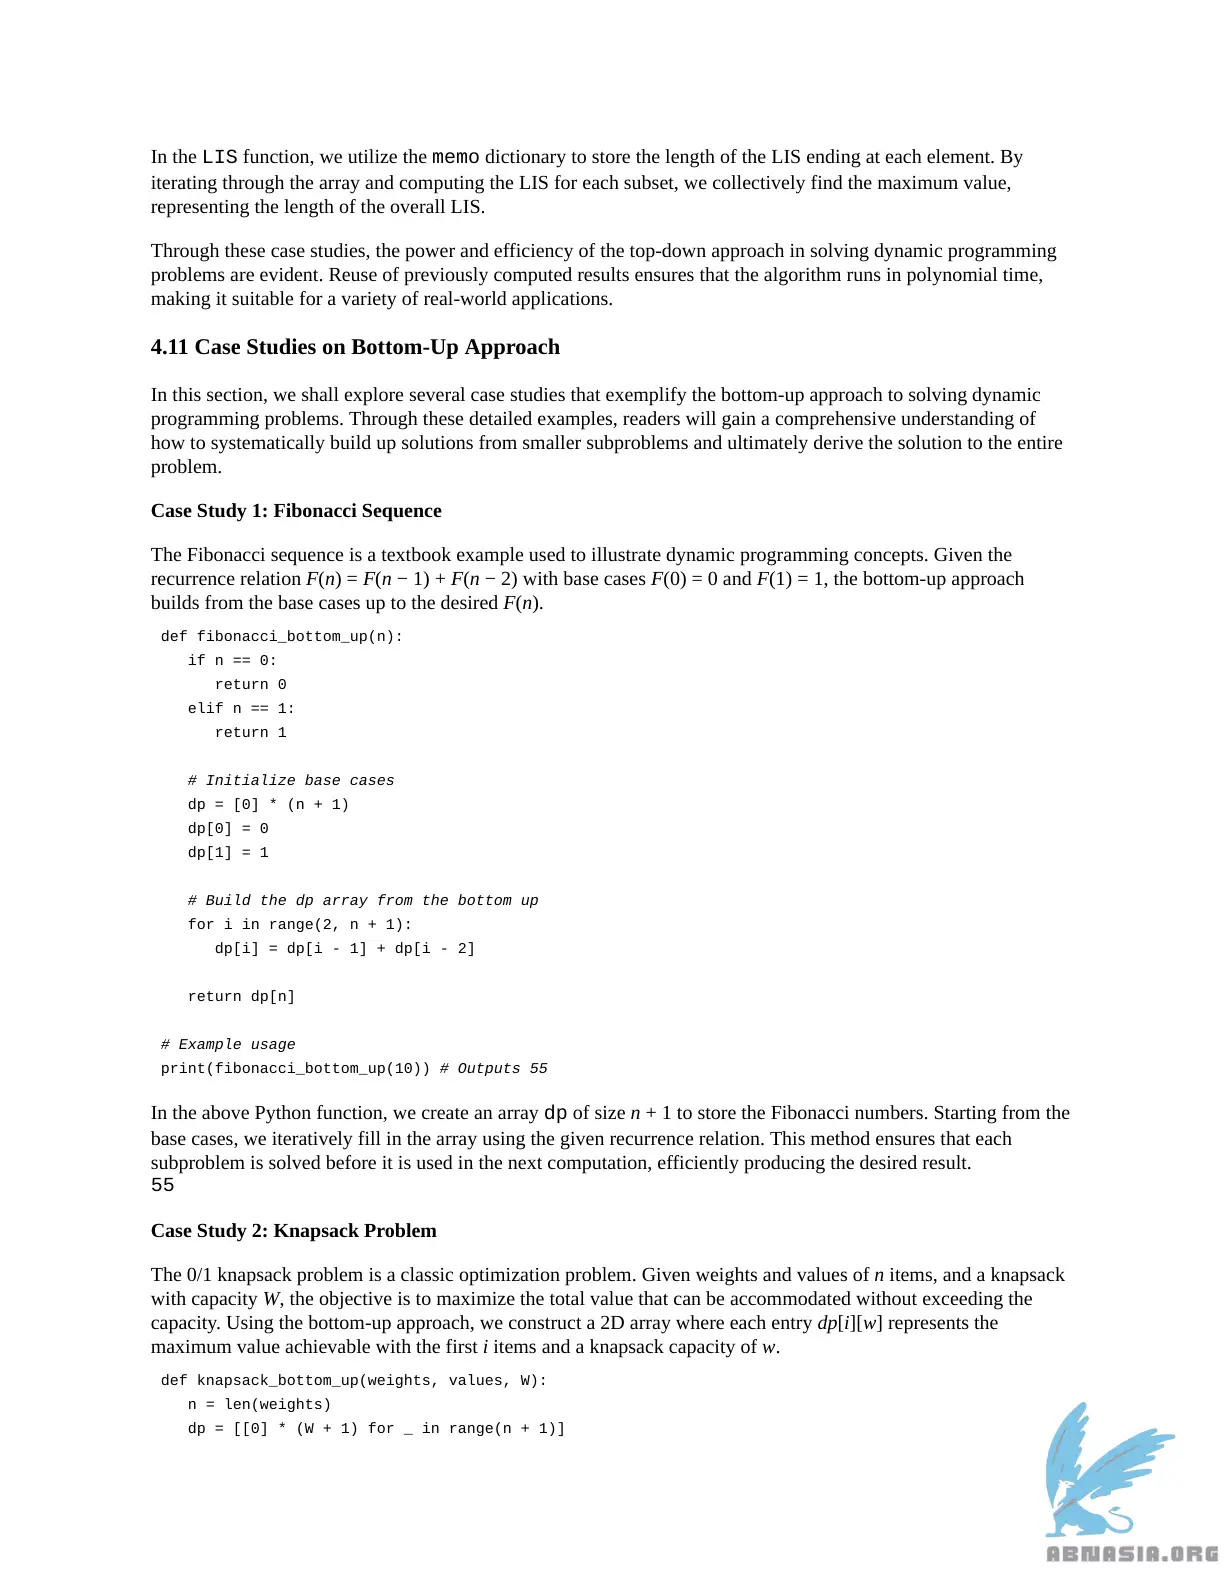 In the LIS function, we utilize the memo dictionary to store the length of the LIS ending at each element. By
iterating through the array and computing the LIS for each subset, we collectively find the maximum value,
representing the length of the overall LIS.
Through these case studies, the power and efficiency of the top-down approach in solving dynamic programming
problems are evident. Reuse of previously computed results ensures that the algorithm runs in polynomial time,
making it suitable for a variety of real-world applications.
4.11 Case Studies on Bottom-Up Approach
In this section, we shall explore several case studies that exemplify the bottom-up approach to solving dynamic
programming problems. Through these detailed examples, readers will gain a comprehensive understanding of
how to systematically build up solutions from smaller subproblems and ultimately derive the solution to the entire
problem.
Case Study 1: Fibonacci Sequence
The Fibonacci sequence is a textbook example used to illustrate dynamic programming concepts. Given the
recurrence relation F(n) = F(n − 1) + F(n − 2) with base cases F(0) = 0 and F(1) = 1, the bottom-up approach
builds from the base cases up to the desired F(n).
def fibonacci_bottom_up(n):
   if n == 0:
      return 0
   elif n == 1:
      return 1
   # Initialize base cases
   dp = [0] * (n + 1)
   dp[0] = 0
   dp[1] = 1
   # Build the dp array from the bottom up
   for i in range(2, n + 1):
      dp[i] = dp[i - 1] + dp[i - 2]
   return dp[n]
# Example usage
print(fibonacci_bottom_up(10)) # Outputs 55
In the above Python function, we create an array dp of size n + 1 to store the Fibonacci numbers. Starting from the
base cases, we iteratively fill in the array using the given recurrence relation. This method ensures that each
subproblem is solved before it is used in the next computation, efficiently producing the desired result.
55
Case Study 2: Knapsack Problem
The 0/1 knapsack problem is a classic optimization problem. Given weights and values of n items, and a knapsack
with capacity W, the objective is to maximize the total value that can be accommodated without exceeding the
capacity. Using the bottom-up approach, we construct a 2D array where each entry dp[i][w] represents the
maximum value achievable with the first i items and a knapsack capacity of w.
def knapsack_bottom_up(weights, values, W):
   n = len(weights)
   dp = [[0] * (W + 1) for _ in range(n + 1)]
ABNASIA.ORG